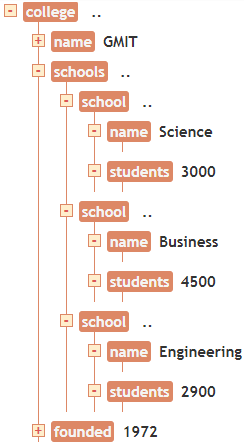 - college ..
+ name GMIT
- schools ..
- school ..
- name Science
- students 3000
- school ..
- name Business
- students 4500
- school ..
- name Engineering
- students 2900
+ founded 1972